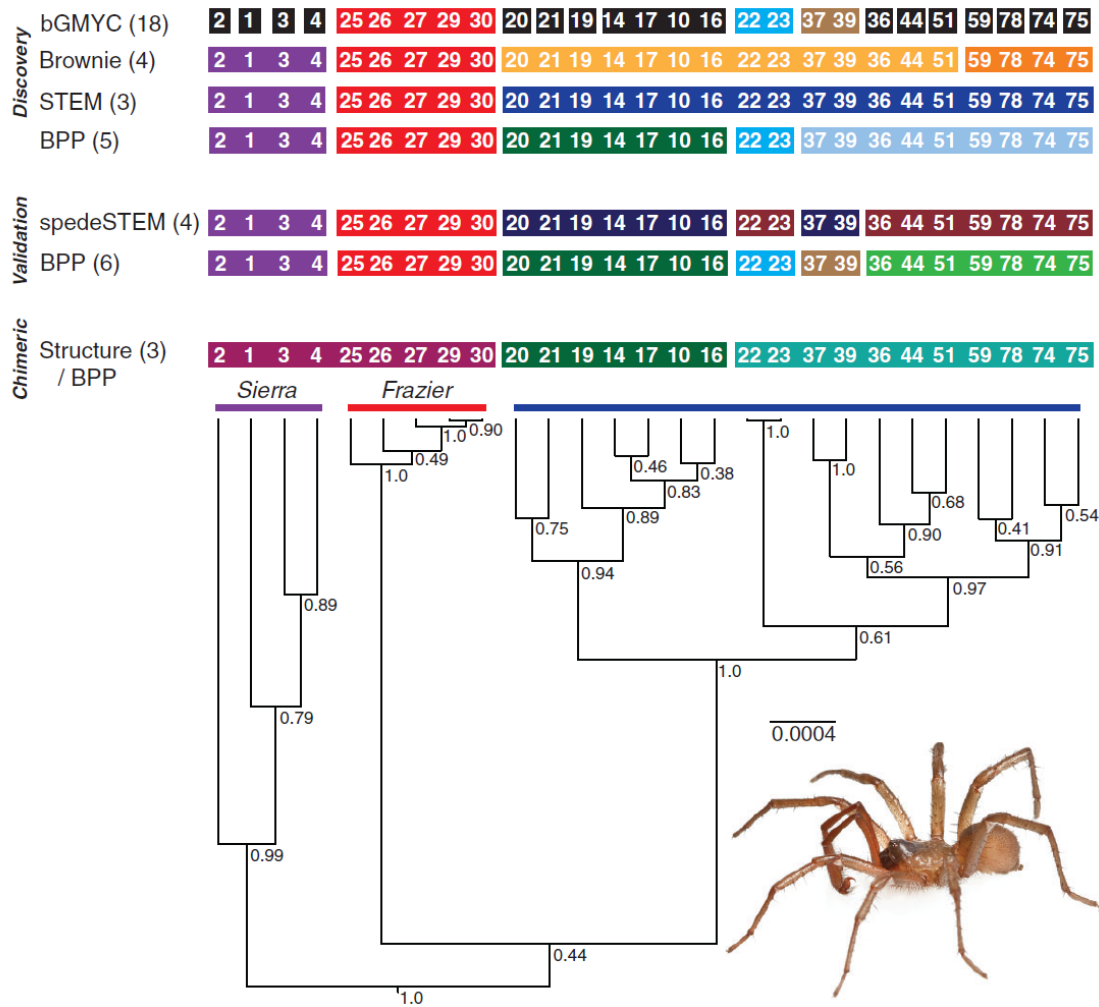 Discovery
bGMYC (18) 2 1 3 4 25 26 27 29 30 20 21 19 14 17 10 16 22 23 37 39 36 44 51 59 78 74 75
Brownie (4) 2 1 3 4 25 26 27 29 30 20 21 19 14 17 10 16 22 23 37 39 36 44 51 59 78 74 75
STEM (3) 2 1 3 4 25 26 27 29 30 20 21 19 14 17 10 16 22 23 37 39 36 44 51 59 78 74 75
BPP (5) 2 1 3 4 25 26 27 29 30 20 21 19 14 17 10 16 22 23 37 39 36 44 51 59 78 74 75
Validation
spedeSTEM (4) 2 1 3 4 25 26 27 29 30 20 21 19 14 17 10 16 22 23 37 39 36 44 51 59 78 74 75
BPP (6) 2 1 3 4 25 26 27 29 30 20 21 19 14 17 10 16 22 23 37 39 36 44 51 59 78 74 75
Chimeric
Structure (3) 2 1 3 4 25 26 27 29 30 20 21 19 14 17 10 16 22 23 37 39 36 44 51 59 78 74 75
/ BPP
Sierra Frazier
0.90
1.0 1.0
0.49 0.46
1.0 0.38 1.0
0.83 0.68
0.89 0.54
0.75 0.90 0.41
0.91
0.94 0.56
0.97
0.89
0.61
1.0
0.79
0.0004
0.99
0.44
1.0